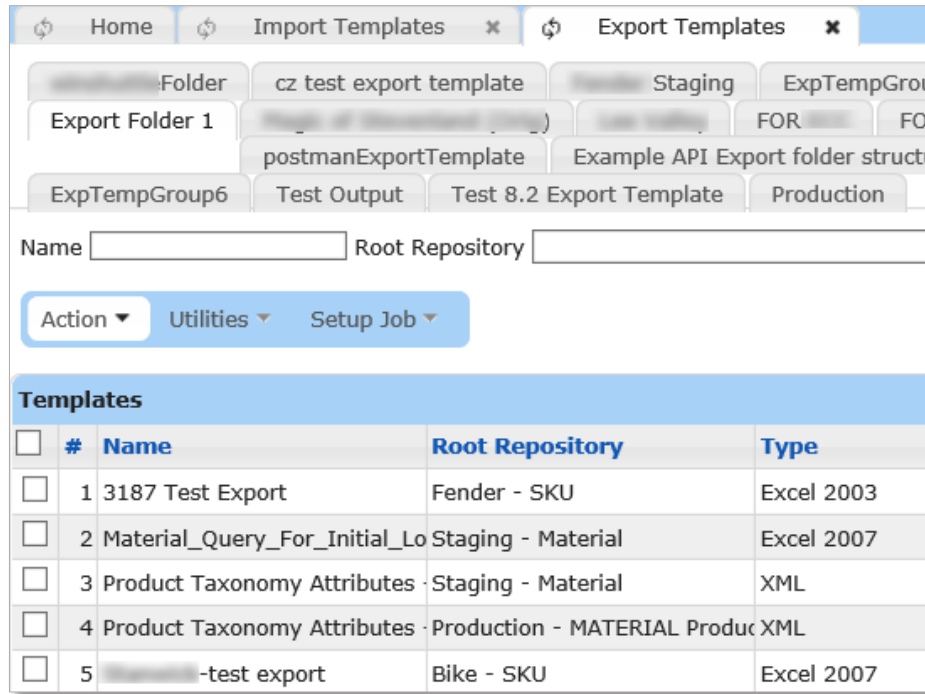 Home Import Templates Export Templates
Folder cz test export template Staging ExpTempGrou
Export Folder 1 ) FOR FO
postmanExportTemplate Example API Export folder struct
ExpTempGroup6 Test Output Test 8.2 Export Template Production
Name Root Repository
Action Utilities Setup Job
Templates
# Name Root Repository Type
1 3187 Test Export Fender - SKU Excel 2003
2 Material_Query_For_Initial_Lo Staging - Material Excel 2007
3 Product Taxonomy Attributes - Staging - Material XML
4 Product Taxonomy Attributes - Production - MATERIAL Produc XML
5 -test export Bike - SKU Excel 2007